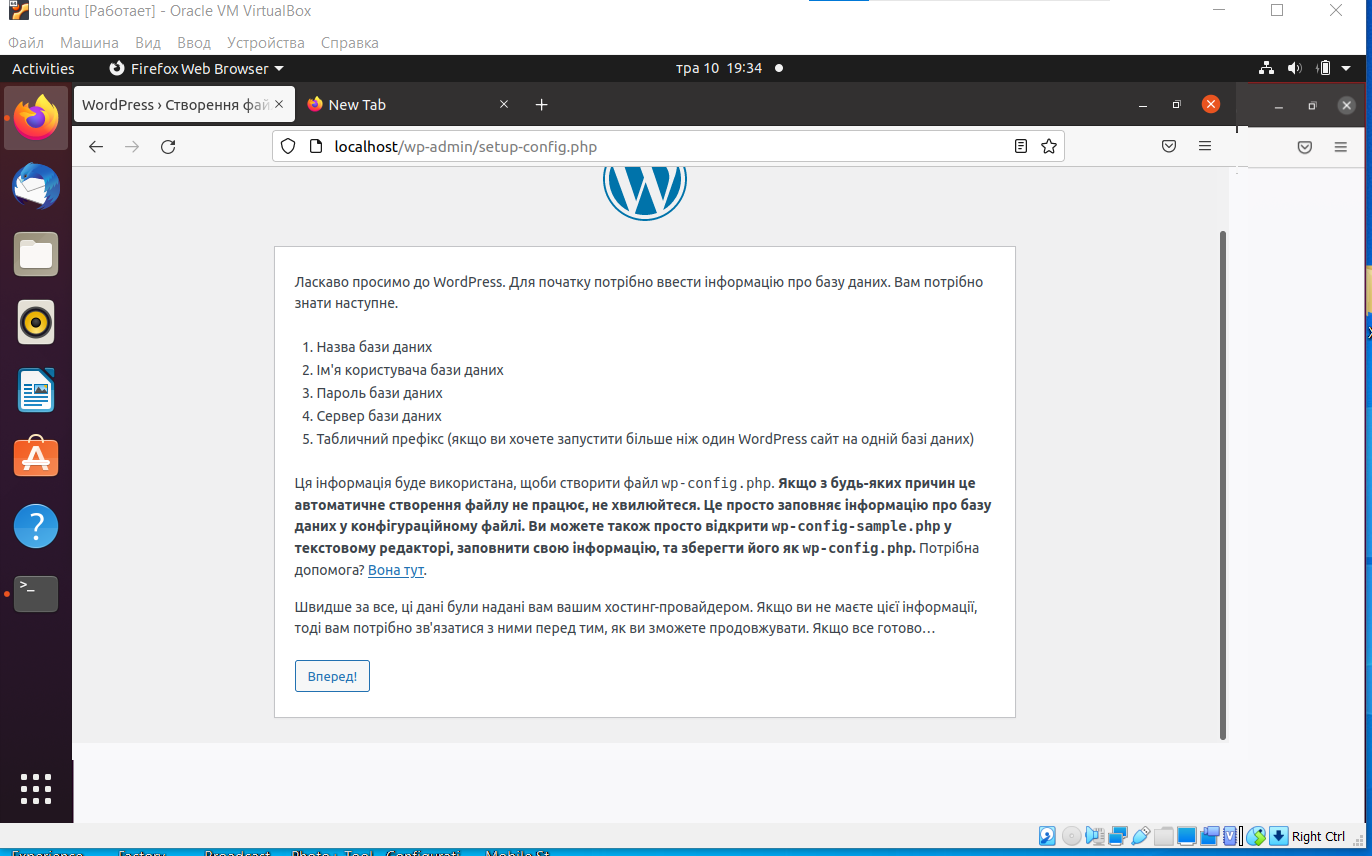 ubuntu [Работает] - Oracle VM VirtualBox
Файл Машина Вид Ввод Устройства Справка
Activities Firefox Web Browser тра 10 19:34
WordPress › Створення фай New Tab
localhost/wp-admin/setup-config.php
Ласкаво просимо до WordPress. Для початку потрібно ввести інформацію про базу даних. Вам потрібно
знати наступне.
1. Назва бази даних
2. Ім'я користувача бази даних
3. Пароль бази даних
4. Сервер бази даних
5. Табличний префікс (якщо ви хочете запустити більше ніж один WordPress сайт на одній базі даних)
Ця інформація буде використана, щоби створити файл wp-config.php. Якщо з будь-яких причин це
автоматичне створення файлу не працює, не хвилюйтеся. Це просто заповняє інформацію про базу
даних у конфігураційному файлі. Ви можете також просто відкрити wp-config-sample.php у
текстовому редакторі, заповнити свою інформацію, та зберегти його як wp-config.php. Потрібна
допомога? Вона тут.
Швидше за все, ці дані були надані вам вашим хостинг-провайдером. Якщо ви не маєте цієї інформації,
тоді вам потрібно зв'язатися з ними перед тим, як ви зможете продовжувати. Якщо все готово…
Вперед!
Right Ctrl
Experience Factory Broadcast Photo Tool Configurati Mobile St